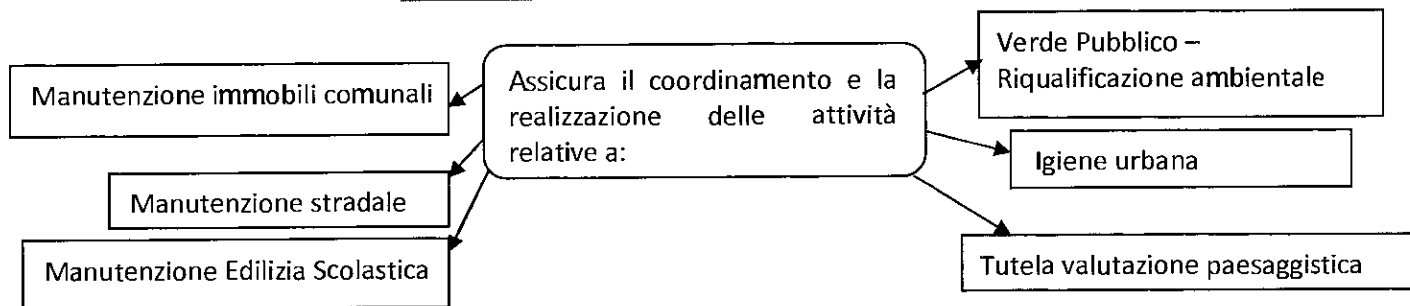 Manutenzione immobili comunali
Manutenzione stradale
Manutenzione Edilizia Scolastica
Assicura il coordinamento e la
realizzazione delle attività
relative a:
Verde Pubblico –
Riqualificazione ambientale
Igiene urbana
Tutela valutazione paesaggistica